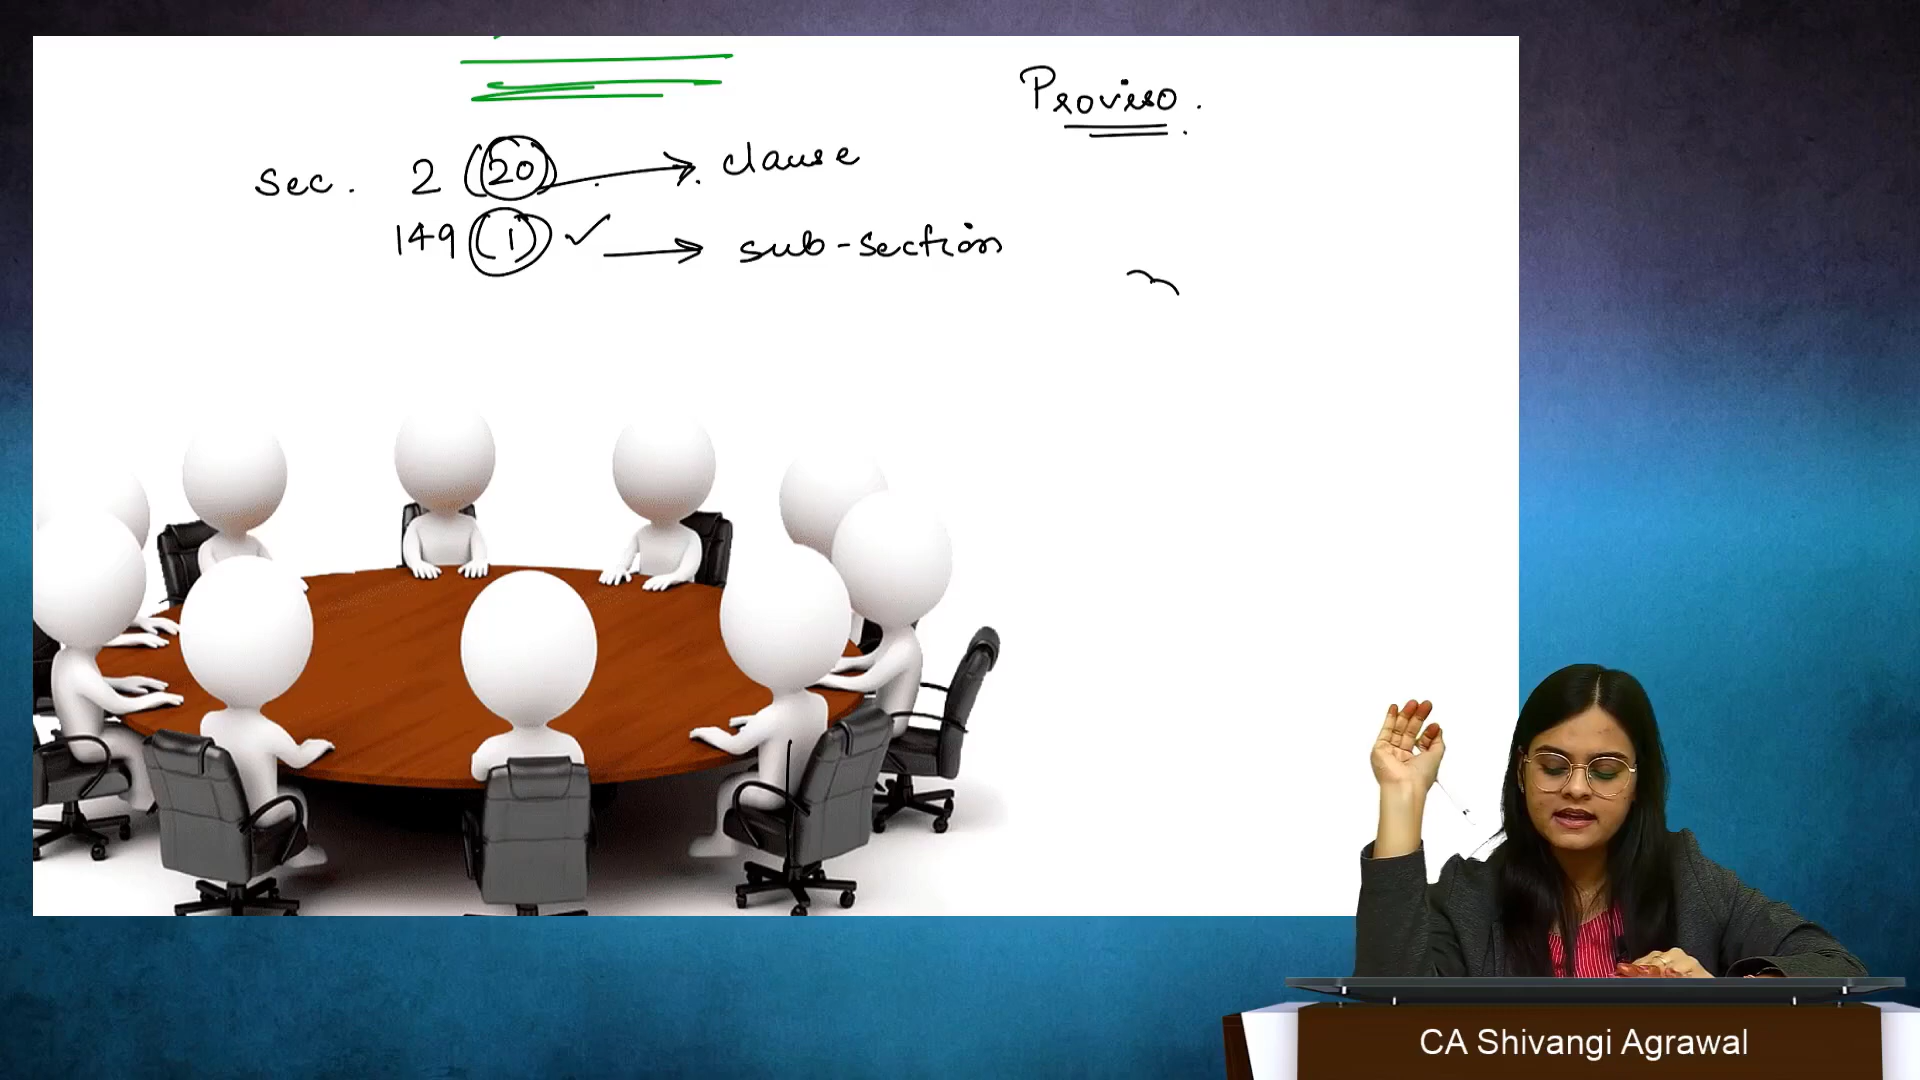 Proviso.
Sec. 2 (20) → clause
149 (1) ✓ → sub-section
CA Shivangi Agrawal